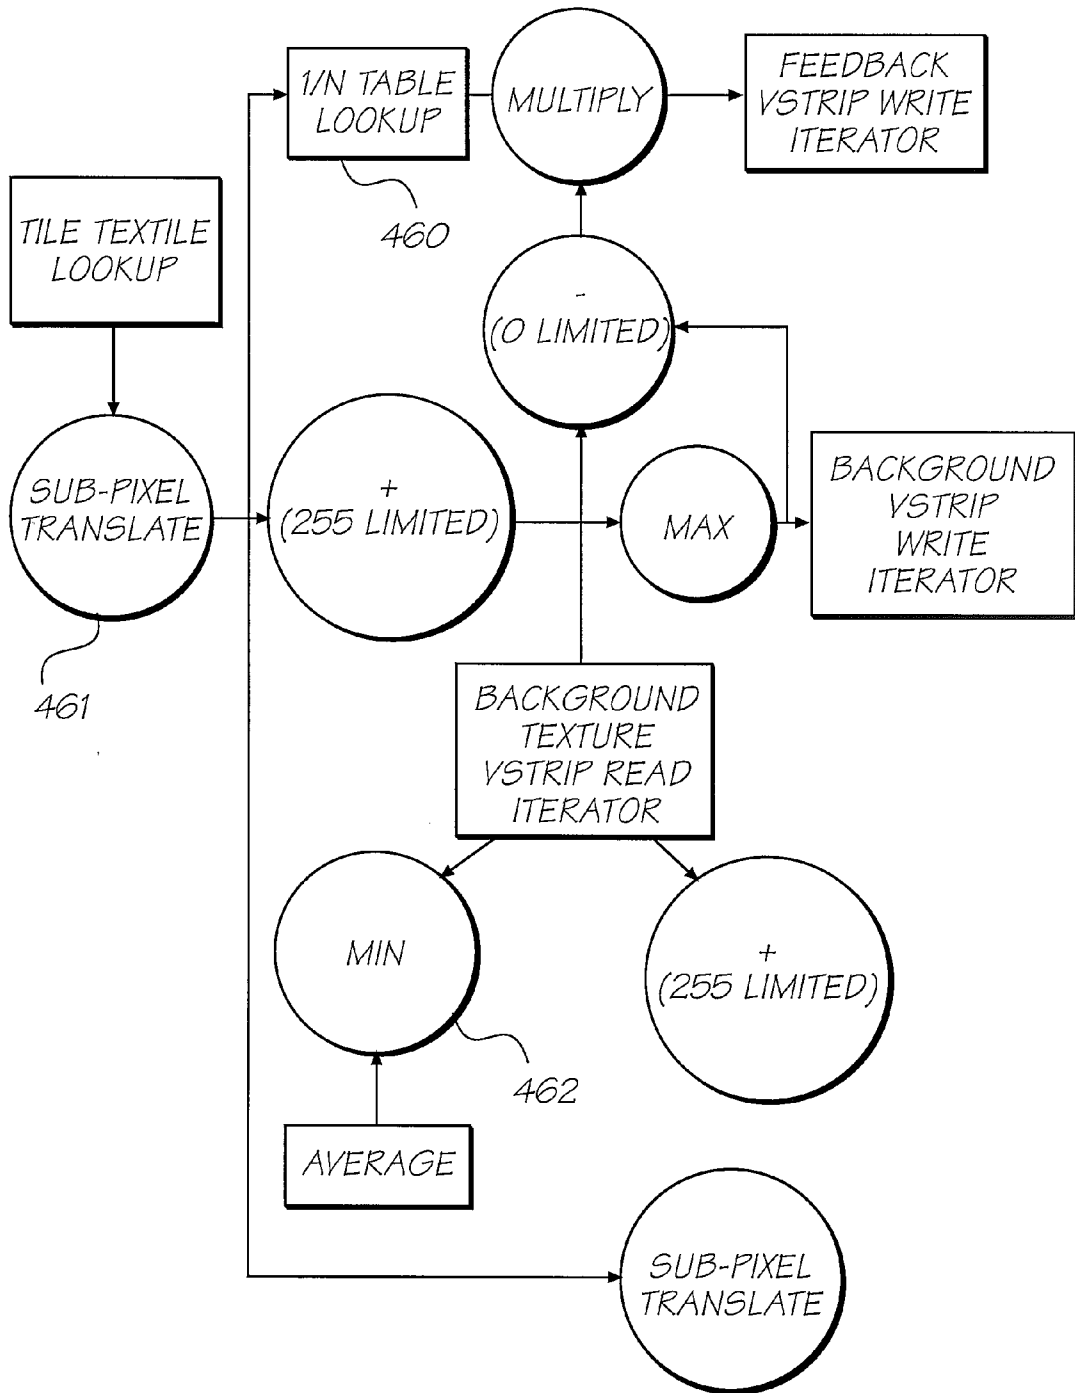 1/N TABLE
LOOKUP
MULTIPLY
FEEDBACK
VSTRIP WRITE
ITERATOR
460
TILE TEXTILE
LOOKUP
-
(0 LIMITED)
SUB-PIXEL
TRANSLATE
+
(255 LIMITED)
MAX
BACKGROUND
VSTRIP
WRITE
ITERATOR
461
BACKGROUND
TEXTURE
VSTRIP READ
ITERATOR
MIN
+
(255 LIMITED)
462
AVERAGE
SUB-PIXEL
TRANSLATE